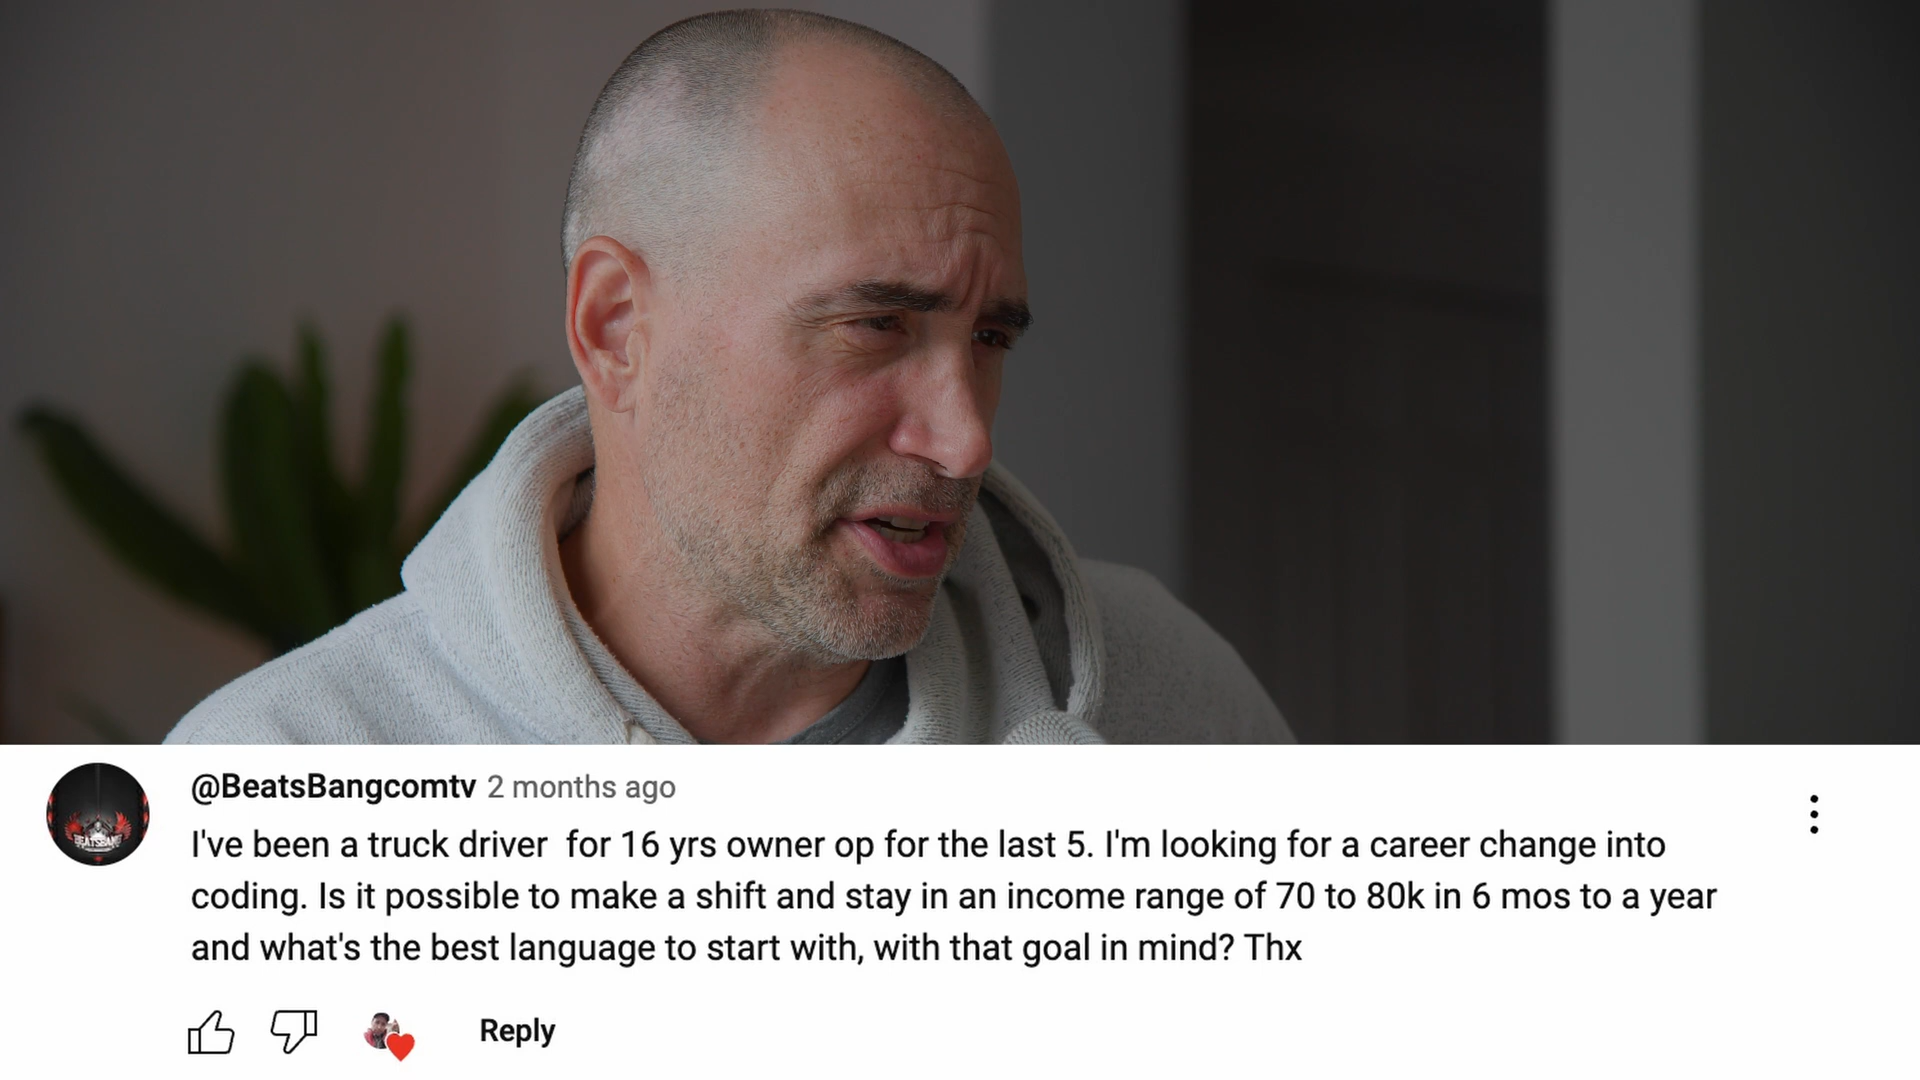 @BeatsBangcomtv 2 months ago
I've been a truck driver  for 16 yrs owner op for the last 5. I'm looking for a career change into
coding. Is it possible to make a shift and stay in an income range of 70 to 80k in 6 mos to a year
and what's the best language to start with, with that goal in mind? Thx
Reply